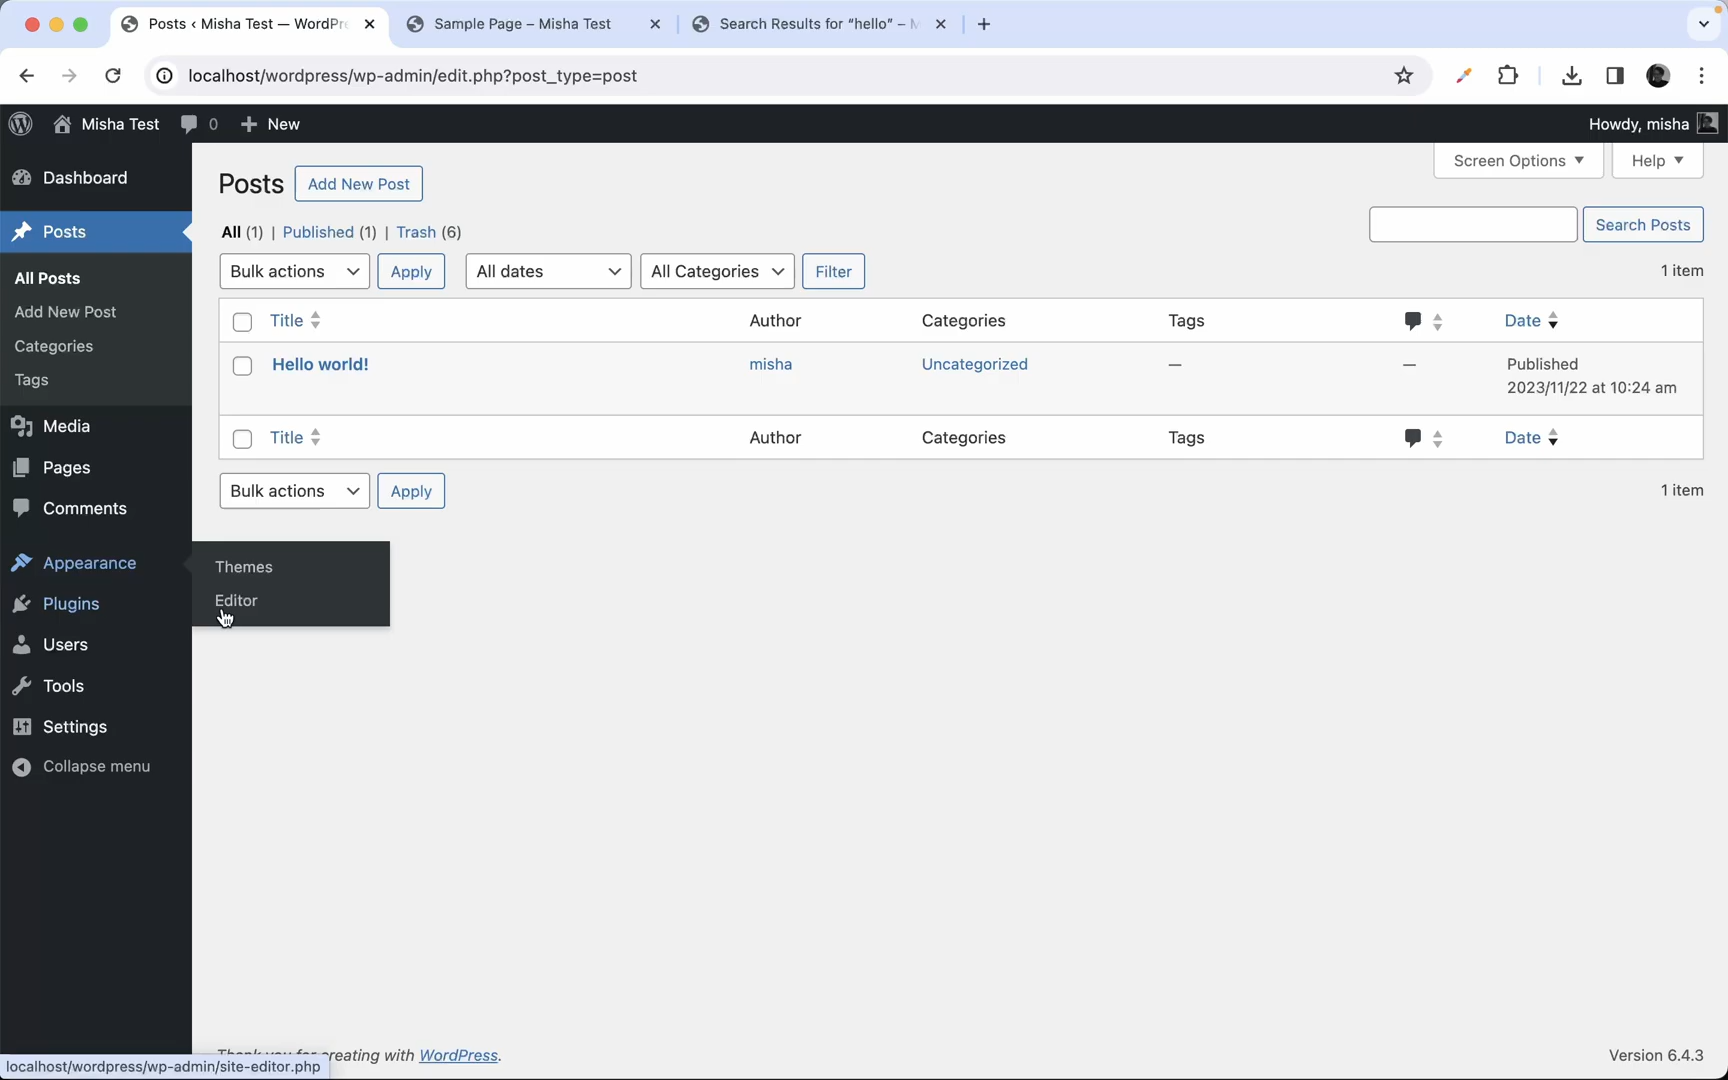 Posts ‹ Misha Test — WordPre
Sample Page – Misha Test
Search Results for “hello” – M
localhost/wordpress/wp-admin/edit.php?post_type=post
Misha Test 0 New Howdy, misha
Screen Options Help
Dashboard
Posts
All Posts
Add New Post
Categories
Tags
Media
Pages
Comments
Appearance
Plugins
Users
Tools
Settings
Collapse menu
Themes
Editor
Posts Add New Post
All (1) | Published (1) | Trash (6)
Search Posts
Bulk actions Apply All dates All Categories Filter 1 item
Title Author Categories Tags Date
Hello world! misha Uncategorized — — Published
2023/11/22 at 10:24 am
Title Author Categories Tags Date
Bulk actions Apply 1 item
Thank you for creating with WordPress. Version 6.4.3
localhost/wordpress/wp-admin/site-editor.php